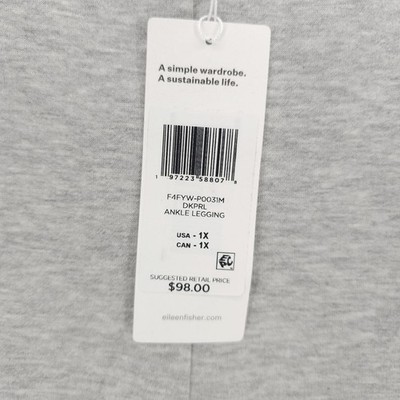 A simple wardrobe.
A sustainable life.
1 97223 58807 8
F4FYW-P0031M
DKPRL
ANKLE LEGGING
USA - 1X
CAN - 1X
SUGGESTED RETAIL PRICE
$98.00
eileenfisher.com